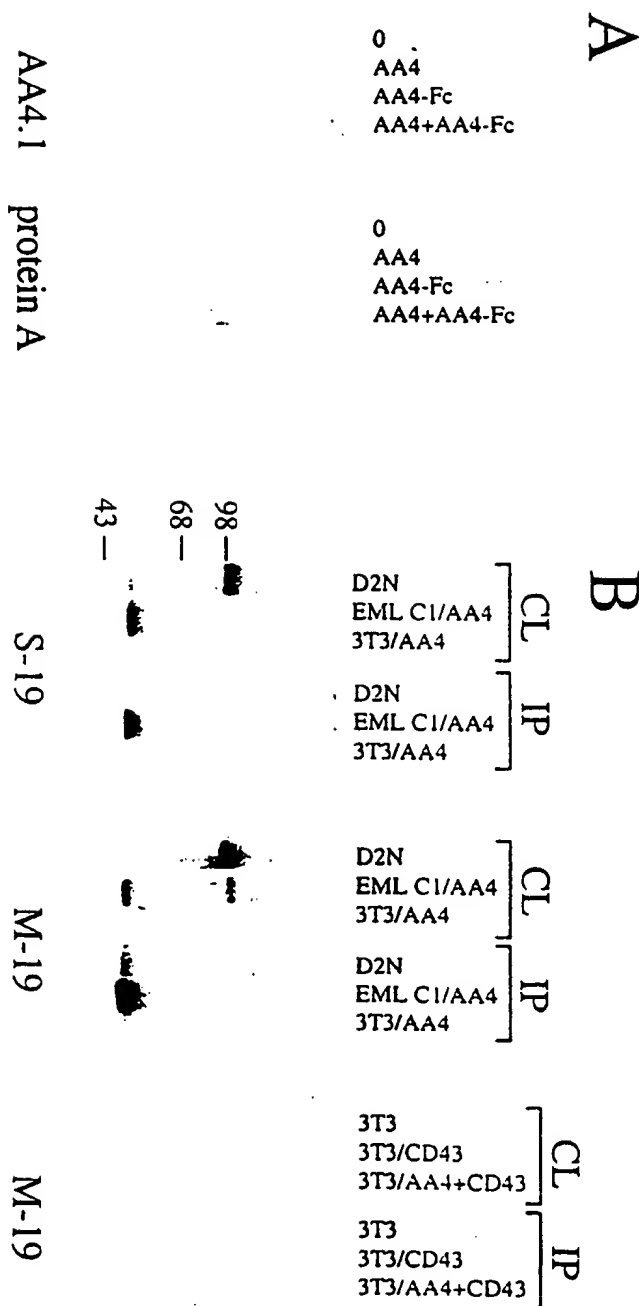 A
0
AA4
AA4-Fc
AA4+AA4-Fc
0
AA4
AA4-Fc
AA4+AA4-Fc
AA4.1
protein A
B
CL
D2N
EML C1/AA4
3T3/AA4
IP
D2N
EML C1/AA4
3T3/AA4
98
68
43
S-19
CL
D2N
EML C1/AA4
3T3/AA4
IP
D2N
EML C1/AA4
3T3/AA4
M-19
CL
3T3
3T3/CD43
3T3/AA4+CD43
IP
3T3
3T3/CD43
3T3/AA4+CD43
M-19